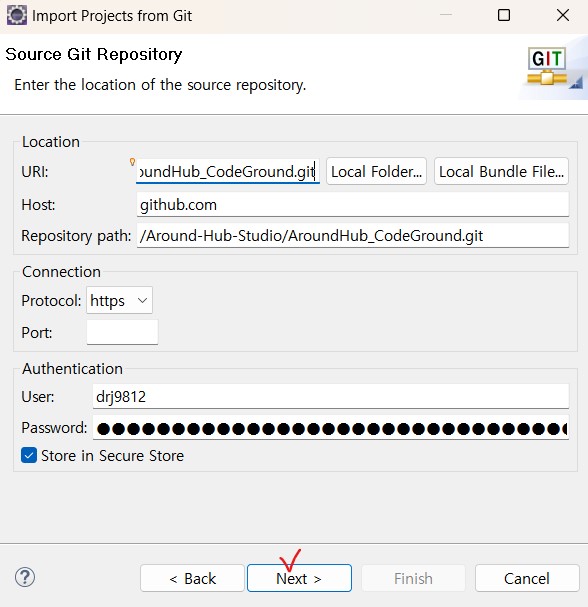 Import Projects from Git
Source Git Repository
Enter the location of the source repository.
GIT
Location
URI: oundHub_CodeGround.git Local Folder... Local Bundle File...
Host: github.com
Repository path: /Around-Hub-Studio/AroundHub_CodeGround.git
Connection
Protocol: https
Port:
Authentication
User: drj9812
Password: ●●●●●●●●●●●●●●●●●●●●●●●●●●●●●●●●●
Store in Secure Store
? < Back Next > Finish Cancel